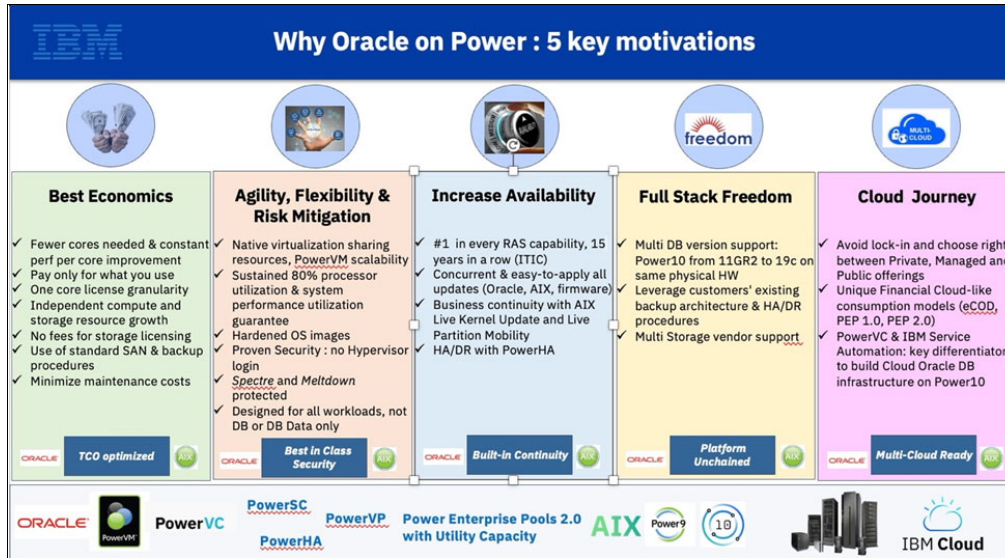 IBM
Why Oracle on Power : 5 key motivations
freedom
MULTI-
CLOUD
Best Economics
✓ Fewer cores needed & constant
perf per core improvement
✓ Pay only for what you use
✓ One core license granularity
✓ Independent compute and
storage resource growth
✓ No fees for storage licensing
✓ Use of standard SAN & backup
procedures
✓ Minimize maintenance costs
ORACLE
TCO optimized
AIX
Agility, Flexibility &
Risk Mitigation
✓ Native virtualization sharing
resources, PowerVM scalability
✓ Sustained 80% processor
utilization & system
performance utilization
guarantee
✓ Hardened OS images
✓ Proven Security : no Hypervisor
login
✓ Spectre and Meltdown
protected
✓ Designed for all workloads, not
DB or DB Data only
ORACLE
Best in Class
Security
AIX
Increase Availability
✓ #1 in every RAS capability, 15
years in a row (ITIC)
✓ Concurrent & easy-to-apply all
updates (Oracle, AIX, firmware)
✓ Business continuity with AIX
Live Kernel Update and Live
Partition Mobility
✓ HA/DR with PowerHA
ORACLE
Built-in Continuity
AIX
Full Stack Freedom
✓ Multi DB version support:
Power10 from 11GR2 to 19c on
same physical HW
✓ Leverage customers' existing
backup architecture & HA/DR
procedures
✓ Multi Storage vendor support
ORACLE
Platform
Unchained
AIX
Cloud Journey
✓ Avoid lock-in and choose right
between Private, Managed and
Public offerings
✓ Unique Financial Cloud-like
consumption models (eCOD,
PEP 1.0, PEP 2.0)
✓ PowerVC & IBM Service
Automation: key differentiator
to build Cloud Oracle DB
infrastructure on Power10
ORACLE
Multi-Cloud Ready
AIX
ORACLE
PowerVM
PowerVC
PowerSC
PowerHA
PowerVP
Power Enterprise Pools 2.0
with Utility Capacity
AIX
Power9
10
IBM Cloud